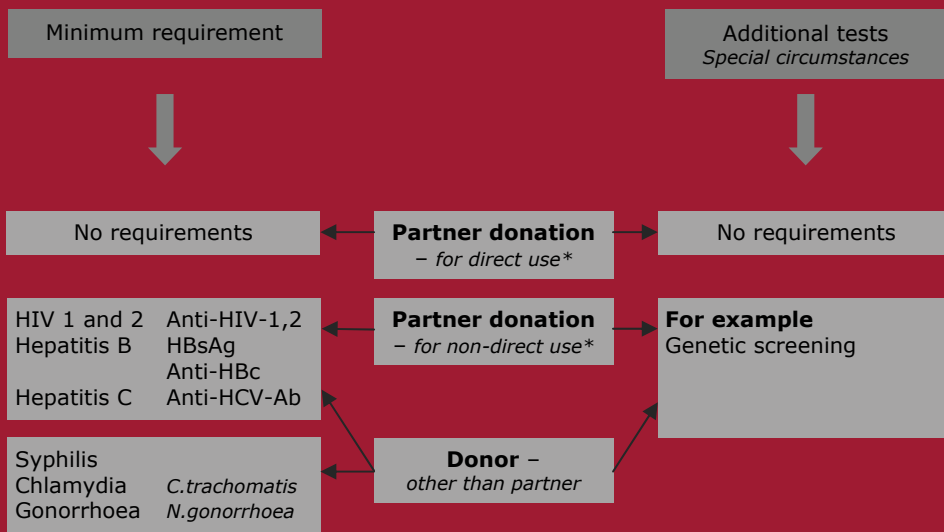 Minimum requirement
Additional tests
Special circumstances
No requirements
Partner donation
– for direct use*
No requirements
HIV 1 and 2 Anti-HIV-1,2
Hepatitis B HBsAg
Anti-HBc
Hepatitis C Anti-HCV-Ab
Partner donation
– for non-direct use*
For example
Genetic screening
Syphilis
Chlamydia C.trachomatis
Gonorrhoea N.gonorrhoea
Donor –
other than partner